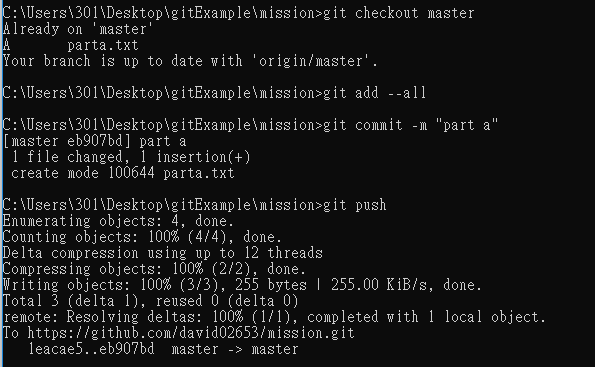 C:\Users\301\Desktop\gitExample\mission>git checkout master
Already on 'master'
A       parta.txt
Your branch is up to date with 'origin/master'.
C:\Users\301\Desktop\gitExample\mission>git add --all
C:\Users\301\Desktop\gitExample\mission>git commit -m "part a"
[master eb907bd] part a
 1 file changed, 1 insertion(+)
 create mode 100644 parta.txt
C:\Users\301\Desktop\gitExample\mission>git push
Enumerating objects: 4, done.
Counting objects: 100% (4/4), done.
Delta compression using up to 12 threads
Compressing objects: 100% (2/2), done.
Writing objects: 100% (3/3), 255 bytes | 255.00 KiB/s, done.
Total 3 (delta 1), reused 0 (delta 0)
remote: Resolving deltas: 100% (1/1), completed with 1 local object.
To https://github.com/david02653/mission.git
   1eacae5..eb907bd  master -> master